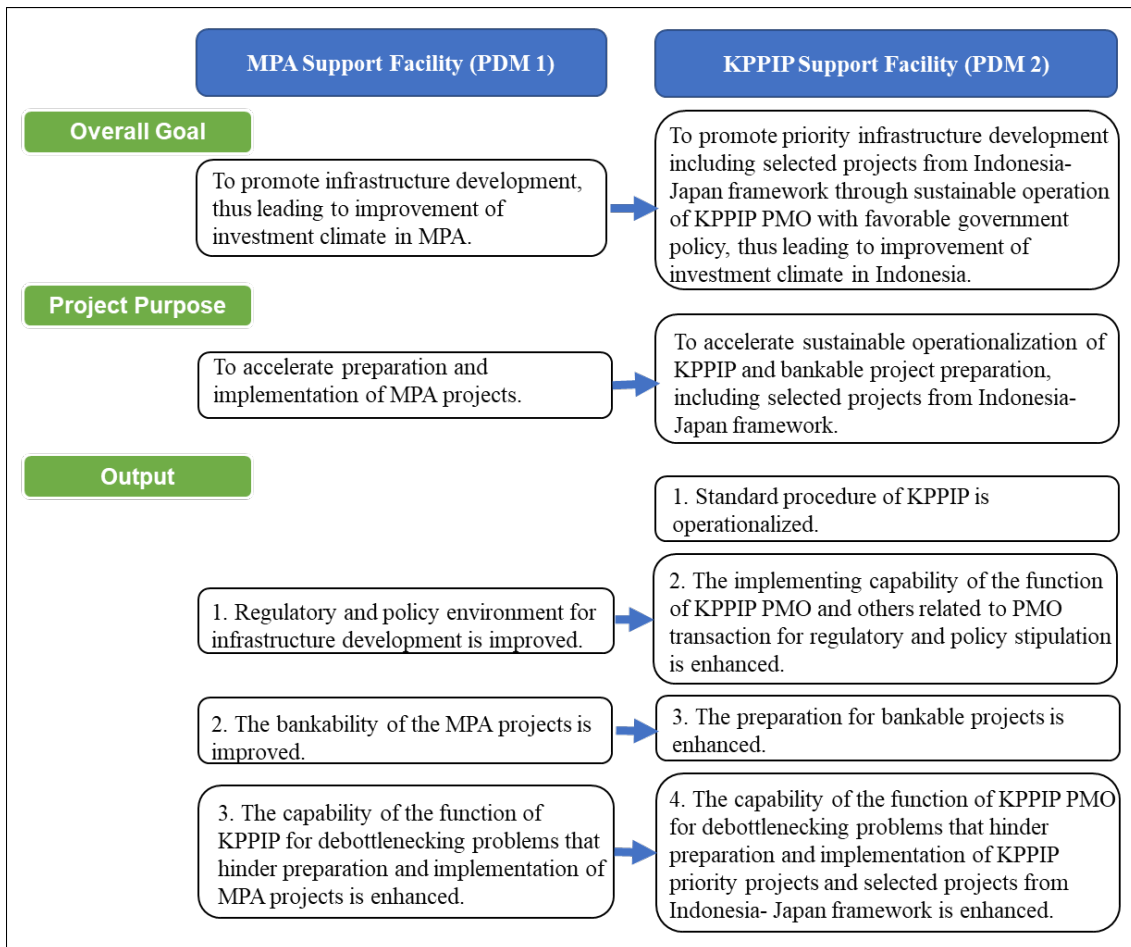 MPA Support Facility (PDM 1)
KPPIP Support Facility (PDM 2)
Overall Goal
To promote infrastructure development,
thus leading to improvement of
investment climate in MPA.
To promote priority infrastructure development
including selected projects from Indonesia-
Japan framework through sustainable operation
of KPPIP PMO with favorable government
policy, thus leading to improvement of
investment climate in Indonesia.
Project Purpose
To accelerate preparation and
implementation of MPA projects.
To accelerate sustainable operationalization of
KPPIP and bankable project preparation,
including selected projects from Indonesia-
Japan framework.
Output
1. Standard procedure of KPPIP is
operationalized.
1. Regulatory and policy environment for
infrastructure development is improved.
2. The implementing capability of the function
of KPPIP PMO and others related to PMO
transaction for regulatory and policy stipulation
is enhanced.
2. The bankability of the MPA projects is
improved.
3. The preparation for bankable projects is
enhanced.
3. The capability of the function of
KPPIP for debottlenecking problems that
hinder preparation and implementation of
MPA projects is enhanced.
4. The capability of the function of KPPIP PMO
for debottlenecking problems that hinder
preparation and implementation of KPPIP
priority projects and selected projects from
Indonesia- Japan framework is enhanced.